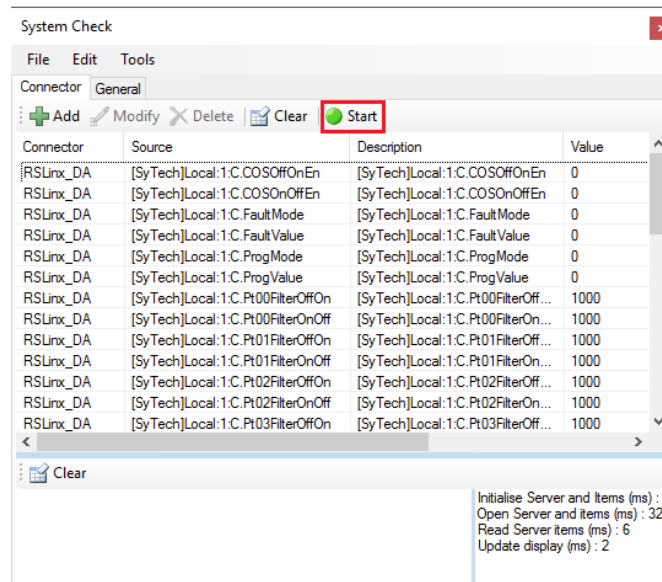 System Check
File Edit Tools
Connector General
Add Modify Delete Clear Start
Connector Source Description Value
RSLinx_DA [SyTech]Local:1:C.COSOffOnEn [SyTech]Local:1:C.COSOffOnEn 0
RSLinx_DA [SyTech]Local:1:C.COSOnOffEn [SyTech]Local:1:C.COSOnOffEn 0
RSLinx_DA [SyTech]Local:1:C.FaultMode [SyTech]Local:1:C.FaultMode 0
RSLinx_DA [SyTech]Local:1:C.FaultValue [SyTech]Local:1:C.FaultValue 0
RSLinx_DA [SyTech]Local:1:C.ProgMode [SyTech]Local:1:C.ProgMode 0
RSLinx_DA [SyTech]Local:1:C.ProgValue [SyTech]Local:1:C.ProgValue 0
RSLinx_DA [SyTech]Local:1:C.Pt00FilterOffOn [SyTech]Local:1:C.Pt00FilterOff... 1000
RSLinx_DA [SyTech]Local:1:C.Pt00FilterOnOff [SyTech]Local:1:C.Pt00FilterOn... 1000
RSLinx_DA [SyTech]Local:1:C.Pt01FilterOffOn [SyTech]Local:1:C.Pt01FilterOff... 1000
RSLinx_DA [SyTech]Local:1:C.Pt01FilterOnOff [SyTech]Local:1:C.Pt01FilterOn... 1000
RSLinx_DA [SyTech]Local:1:C.Pt02FilterOffOn [SyTech]Local:1:C.Pt02FilterOff... 1000
RSLinx_DA [SyTech]Local:1:C.Pt02FilterOnOff [SyTech]Local:1:C.Pt02FilterOn... 1000
RSLinx_DA [SyTech]Local:1:C.Pt03FilterOffOn [SyTech]Local:1:C.Pt03FilterOff... 1000
Clear
Initialise Server and Items (ms) :
Open Server and items (ms) : 32
Read Server items (ms) : 6
Update display (ms) : 2